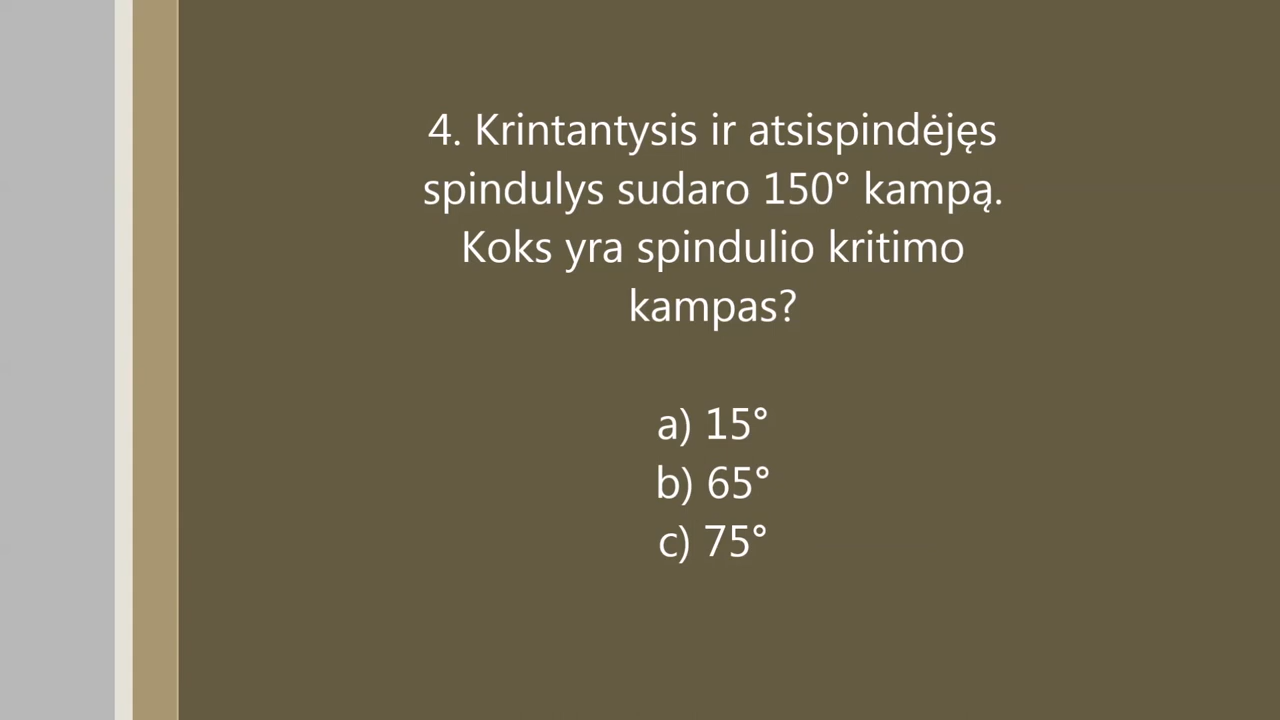 4. Krintantysis ir atsispindėjęs
spindulys sudaro 150° kampą.
Koks yra spindulio kritimo
kampas?
a) 15°
b) 65°
c) 75°